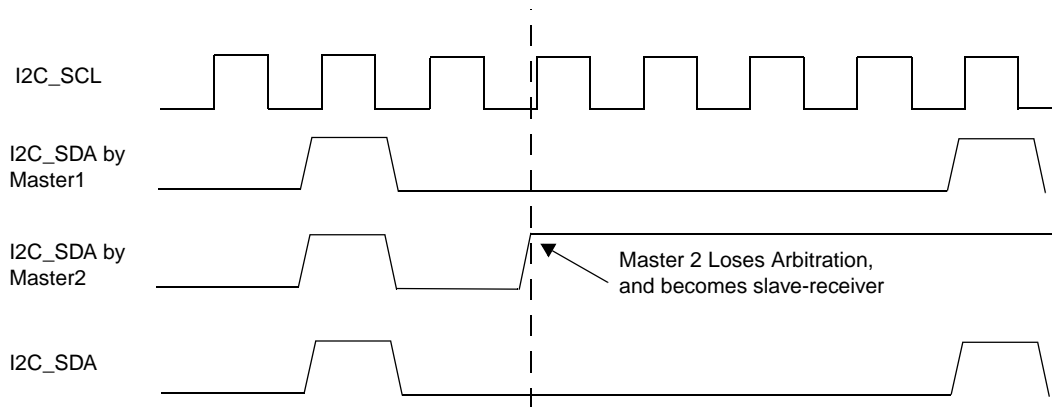 I2C_SCL
I2C_SDA by
Master1
I2C_SDA by
Master2
Master 2 Loses Arbitration,
and becomes slave-receiver
I2C_SDA